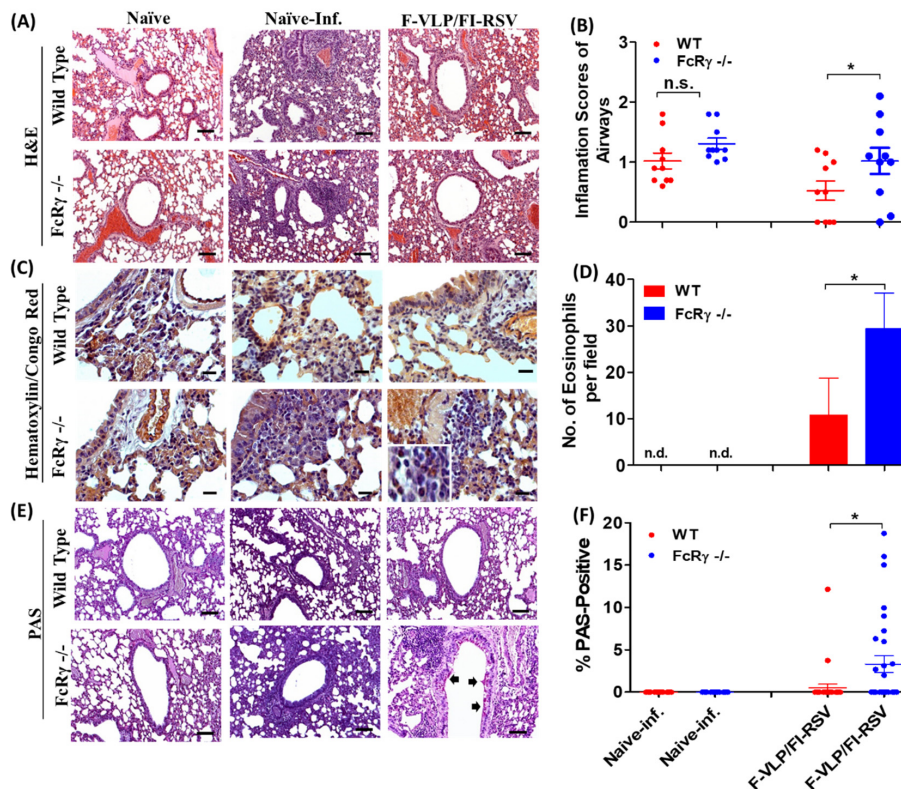 (A)
Naïve
Naïve-Inf.
F-VLP/FI-RSV
H&E
Wild Type
FcRγ -/-
(B)
WT
FcRγ -/-
n.s.
*
Inflamation Scores of
Airways
3
2
1
0
(C)
Hematoxylin/Congo Red
Wild Type
FcRγ -/-
(D)
WT
FcRγ -/-
*
No. of Eosinophils
per field
40
30
20
10
0
n.d.
n.d.
(E)
PAS
Wild Type
FcRγ -/-
(F)
WT
FcRγ -/-
*
% PAS-Positive
20
15
10
5
0
Naive-inf.
Naive-inf.
F-VLP/FI-RSV
F-VLP/FI-RSV